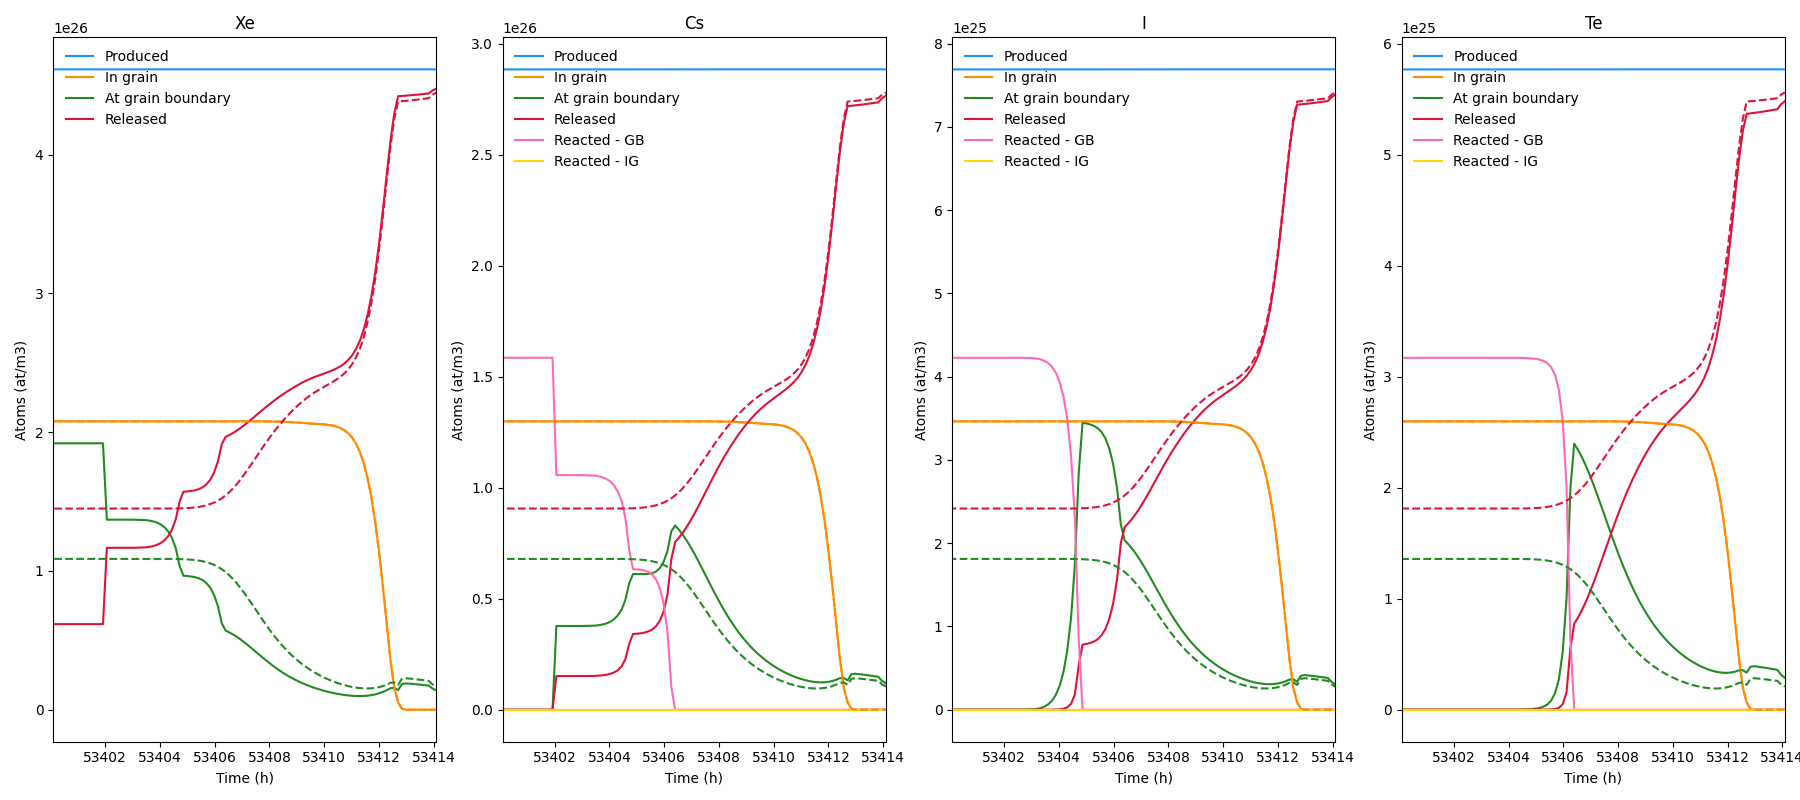 Xe
1e26
Produced
In grain
At grain boundary
Released
4
3
2
1
0
Atoms (at/m3)
53402 53404 53406 53408 53410 53412 53414
Time (h)
Cs
1e26
3.0
Produced
In grain
At grain boundary
Released
Reacted - GB
Reacted - IG
2.5
2.0
1.5
1.0
0.5
0.0
Atoms (at/m3)
53402 53404 53406 53408 53410 53412 53414
Time (h)
I
1e25
8
Produced
In grain
At grain boundary
Released
Reacted - GB
Reacted - IG
7
6
5
4
3
2
1
0
Atoms (at/m3)
53402 53404 53406 53408 53410 53412 53414
Time (h)
Te
1e25
6
Produced
In grain
At grain boundary
Released
Reacted - GB
Reacted - IG
5
4
3
2
1
0
Atoms (at/m3)
53402 53404 53406 53408 53410 53412 53414
Time (h)